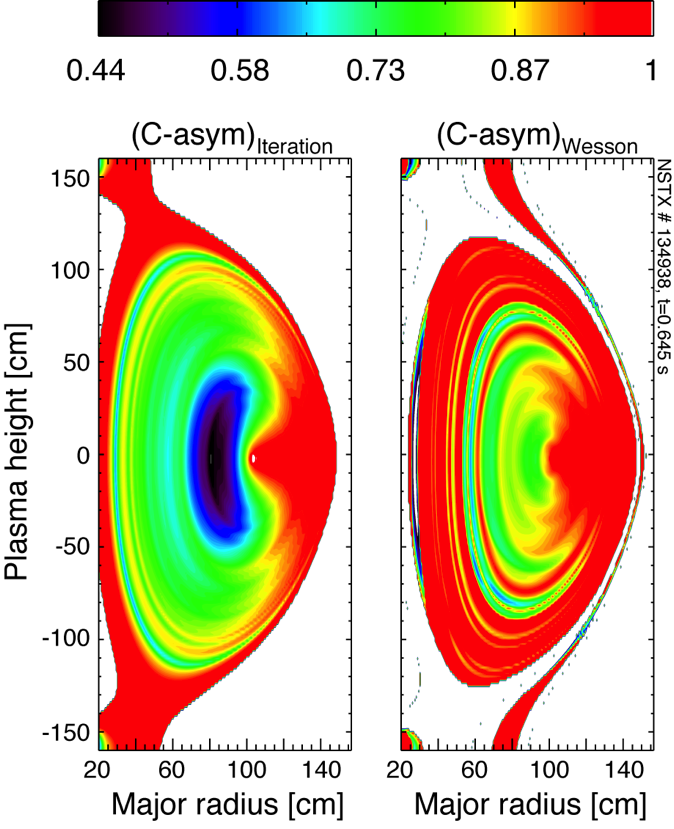 0.44 0.58 0.73 0.87 1
(C-asym)Iteration (C-asym)Wesson
NSTX # 134938, t=0.645 s
Plasma height [cm]
150
100
50
0
-50
-100
-150
20 60 100 140 20 60 100 140
Major radius [cm] Major radius [cm]